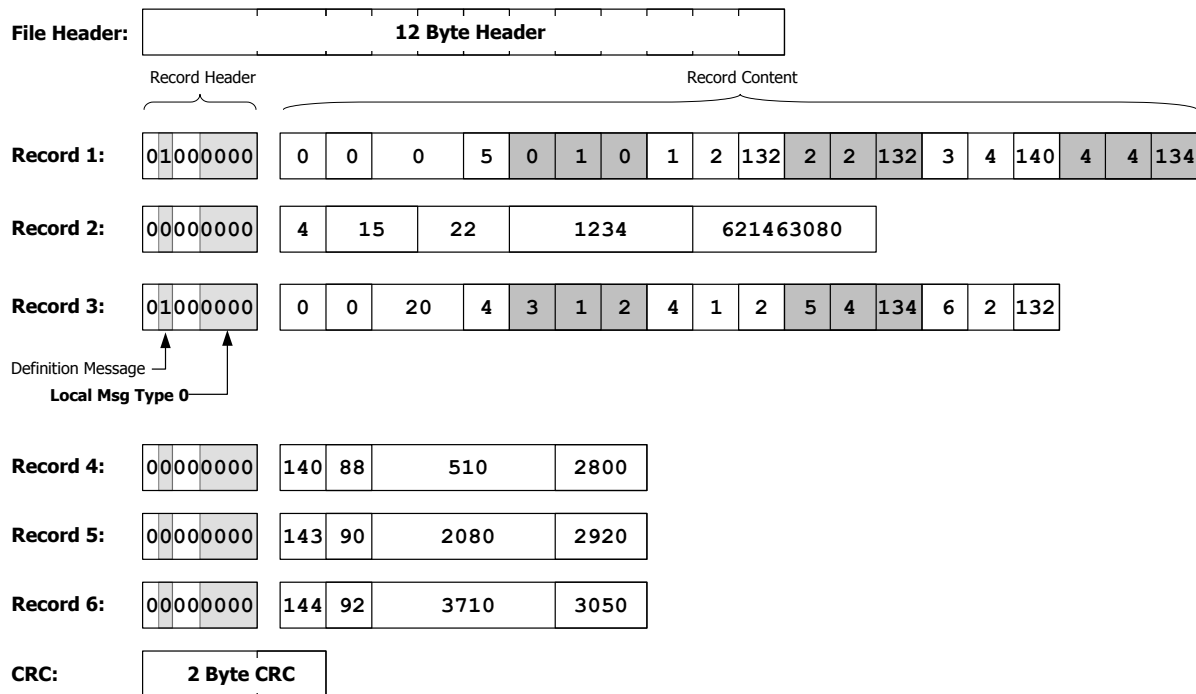 File Header: 12 Byte Header
Record Header Record Content
Record 1: 01000000 0 0 0 5 0 1 0 1 2 132 2 2 132 3 4 140 4 4 134
Record 2: 00000000 4 15 22 1234 621463080
Record 3: 01000000 0 0 20 4 3 1 2 4 1 2 5 4 134 6 2 132
Definition Message
Local Msg Type 0
Record 4: 00000000 140 88 510 2800
Record 5: 00000000 143 90 2080 2920
Record 6: 00000000 144 92 3710 3050
CRC: 2 Byte CRC